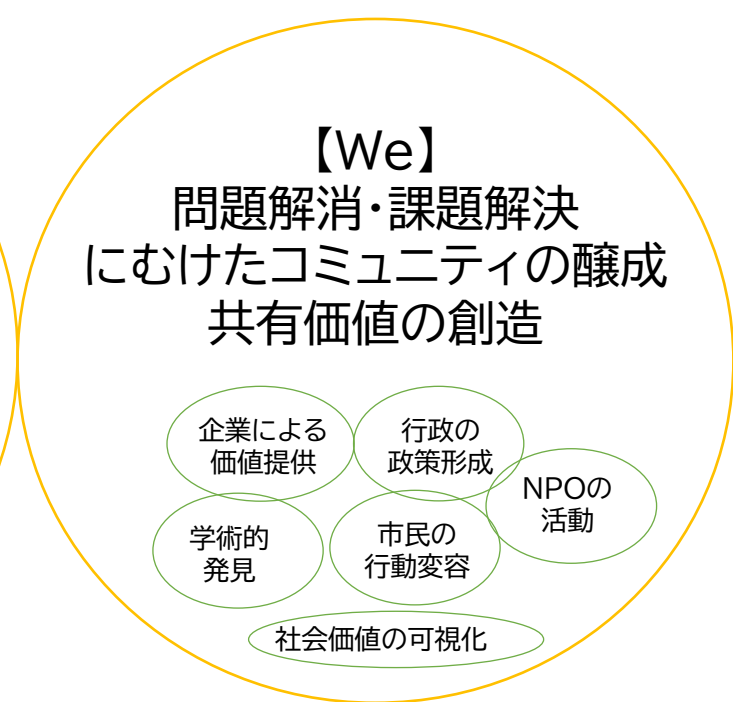 【We】
問題解消･課題解決
にむけたコミュニティの醸成
共有価値の創造
企業による
価値提供
行政の
政策形成
NPOの
活動
学術的
発見
市民の
行動変容
社会価値の可視化